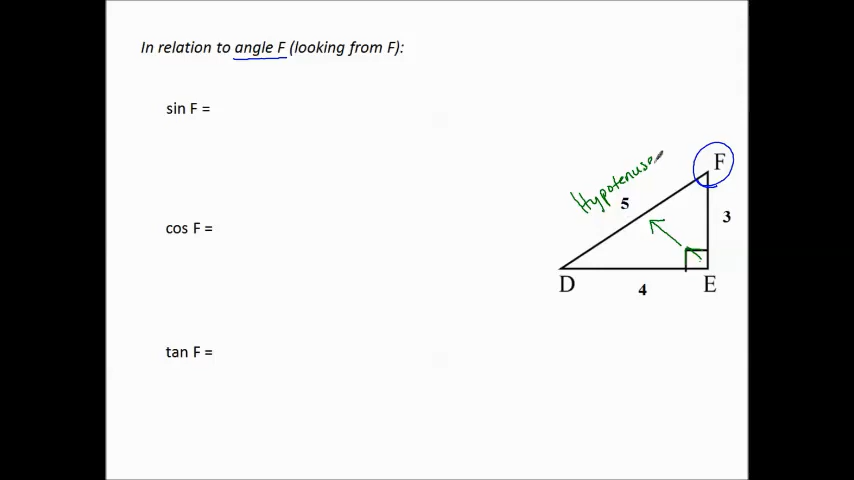 In relation to angle F (looking from F):
sin F =
F
Hypotenuse
5
3
cos F =
D
E
4
tan F =